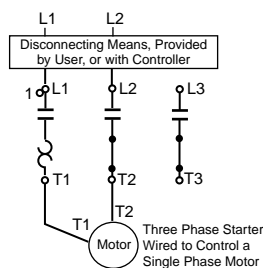 L1 L2
Disconnecting Means, Provided
by User, or with Controller
1 L1 L2 L3
T1 T2 T3
T1 T2
Motor
Three Phase Starter
Wired to Control a
Single Phase Motor